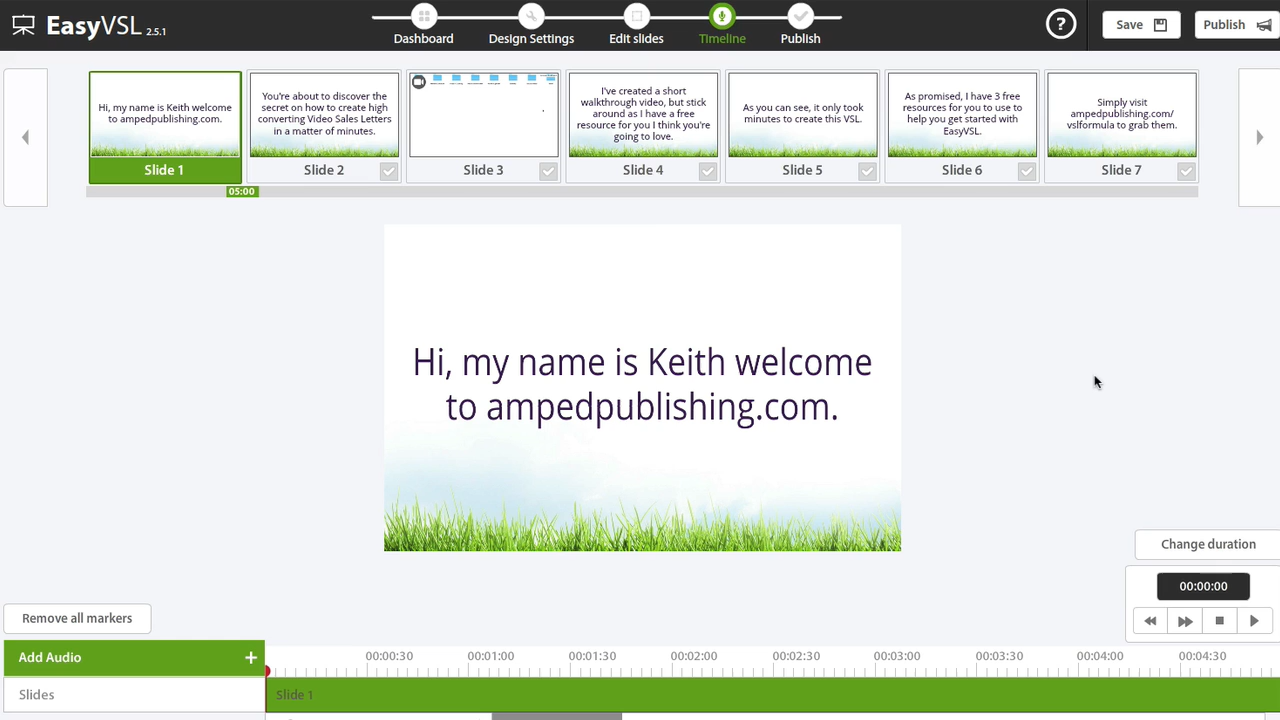 EasyVSL 2.5.1
Dashboard
Design Settings
Edit slides
Timeline
Publish
?
Save
Publish
Hi, my name is Keith welcome
to ampedpublishing.com.
Slide 1
You're about to discover the
secret on how to create high
converting Video Sales Letters
in a matter of minutes.
Slide 2
Slide 3
I've created a short
walkthrough video, but stick
around as I have a free
resource for you I think you're
going to love.
Slide 4
As you can see, it only took
minutes to create this VSL.
Slide 5
As promised, I have 3 free
resources for you to use to
help you get started with
EasyVSL.
Slide 6
Simply visit
ampedpublishing.com/
vslformula to grab them.
Slide 7
05:00
Hi, my name is Keith welcome
to ampedpublishing.com.
Change duration
00:00:00
Remove all markers
Add Audio +
00:00:30
00:01:00
00:01:30
00:02:00
00:02:30
00:03:00
00:03:30
00:04:00
00:04:30
Slides
Slide 1